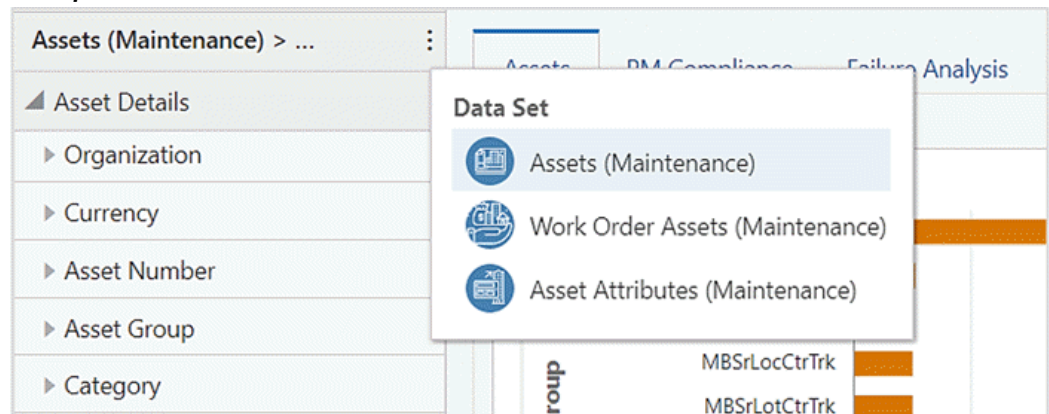 Assets (Maintenance) > ...
Asset Details
Organization
Currency
Asset Number
Asset Group
Category
Assets PM Compliance Failure Analysis
Data Set
Assets (Maintenance)
Work Order Assets (Maintenance)
Asset Attributes (Maintenance)
MBSrLocCtrTrk
MBSrLotCtrTrk